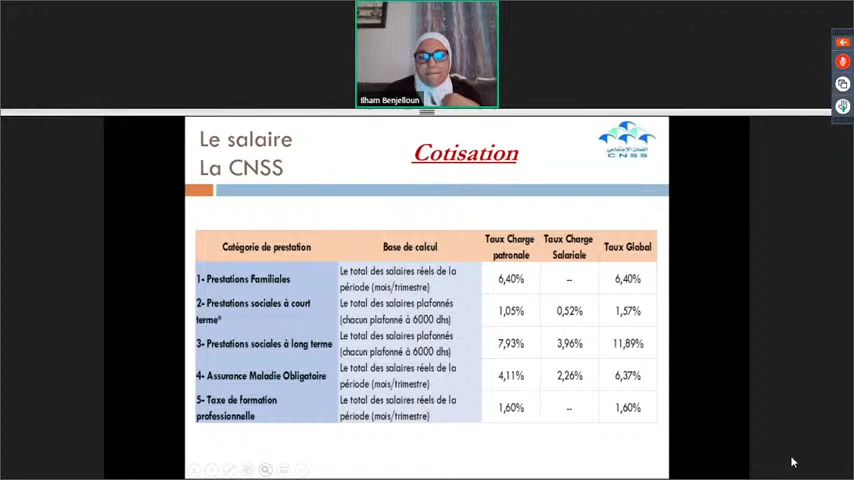 Ilham Benjelloun
Le salaire
La CNSS
Cotisation
الضمان الاجتماعي
CNSS
Catégorie de prestation
Base de calcul
Taux Charge
patronale
Taux Charge
Salariale
Taux Global
1- Prestations Familiales
Le total des salaires réels de la
période (mois/trimestre)
6,40%
--
6,40%
2- Prestations sociales à court
terme*
Le total des salaires plafonnés
(chacun plafonné à 6000 dhs)
1,05%
0,52%
1,57%
3- Prestations sociales à long terme
Le total des salaires plafonnés
(chacun plafonné à 6000 dhs)
7,93%
3,96%
11,89%
4- Assurance Maladie Obligatoire
Le total des salaires réels de la
période (mois/trimestre)
4,11%
2,26%
6,37%
5- Taxe de formation
professionnelle
Le total des salaires réels de la
période (mois/trimestre)
1,60%
--
1,60%